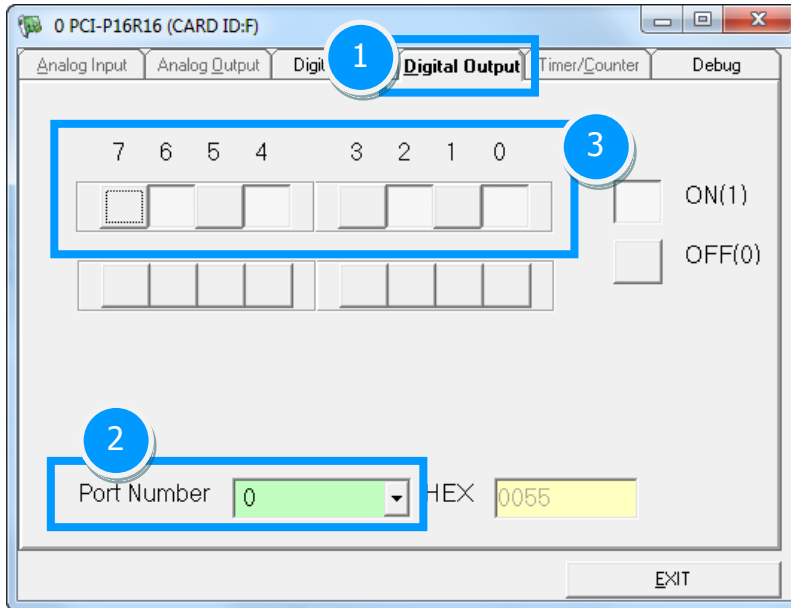 0 PCI-P16R16 (CARD ID:F)
Analog Input Analog Output Digit 1 Digital Output Timer/Counter Debug
7 6 5 4 3 2 1 0 3
ON(1)
OFF(0)
2
Port Number 0 HEX 0055
EXIT